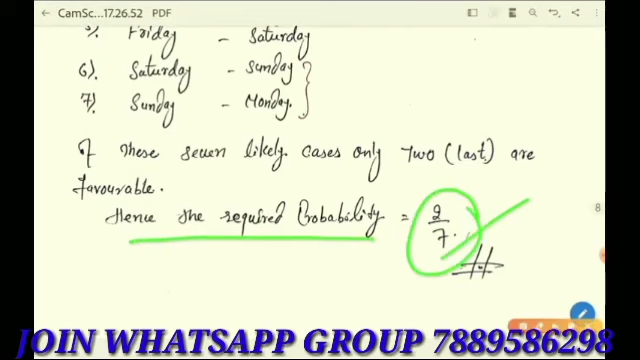 CamSc...17.26.52 PDF
5). Friday - Saturday
6). Saturday - Sunday
7). Sunday - Monday.
Of these seven likely cases only Two (last) are
favourable.
Hence the required Probability = 2/7.
8
JOIN WHATSAPP GROUP 7889586298